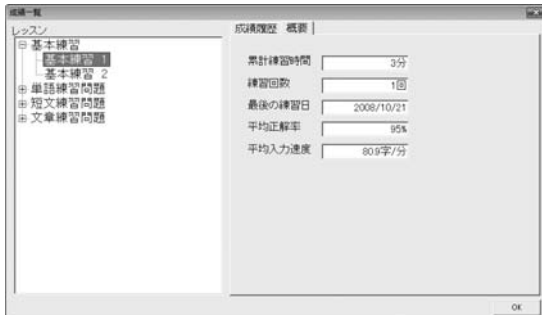 成績一覧
レッスン
基本練習
基本練習 1
基本練習 2
単語練習問題
短文練習問題
文章練習問題
成績履歴 概要
累計練習時間 3分
練習回数 1回
最後の練習日 2008/10/21
平均正解率 95%
平均入力速度 80.9字/分
OK